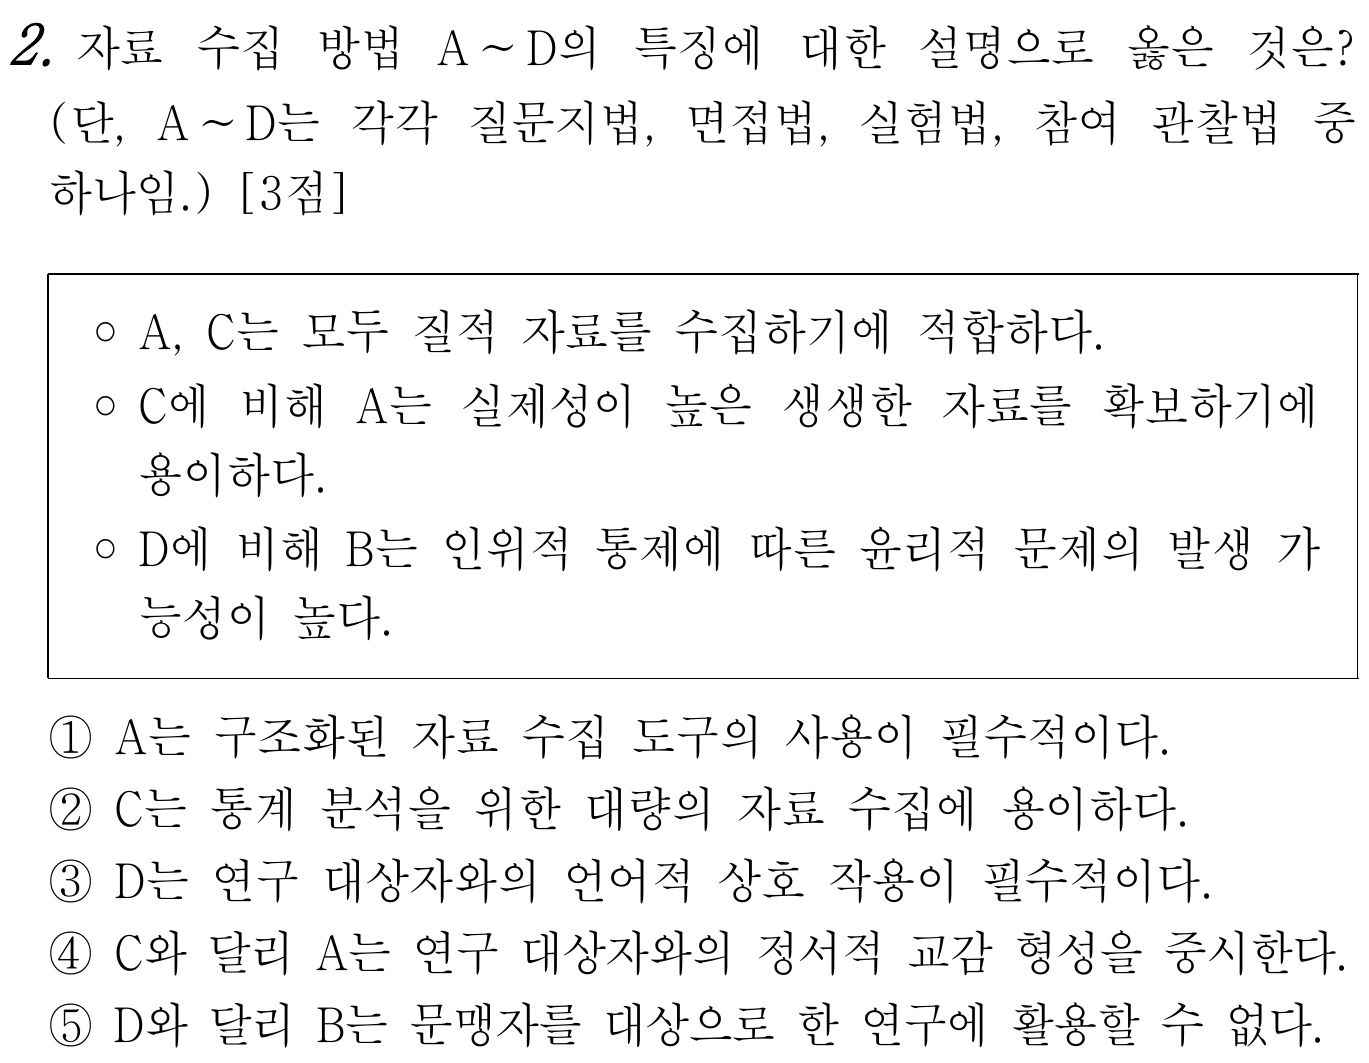 2. 자료 수집 방법 A~D의 특징에 대한 설명으로 옳은 것은?
(단, A~D는 각각 질문지법, 면접법, 실험법, 참여 관찰법 중
하나임.) [3점]
○ A, C는 모두 질적 자료를 수집하기에 적합하다.
○ C에 비해 A는 실제성이 높은 생생한 자료를 확보하기에
용이하다.
○ D에 비해 B는 인위적 통제에 따른 윤리적 문제의 발생 가
능성이 높다.
① A는 구조화된 자료 수집 도구의 사용이 필수적이다.
② C는 통계 분석을 위한 대량의 자료 수집에 용이하다.
③ D는 연구 대상자와의 언어적 상호 작용이 필수적이다.
④ C와 달리 A는 연구 대상자와의 정서적 교감 형성을 중시한다.
⑤ D와 달리 B는 문맹자를 대상으로 한 연구에 활용할 수 없다.